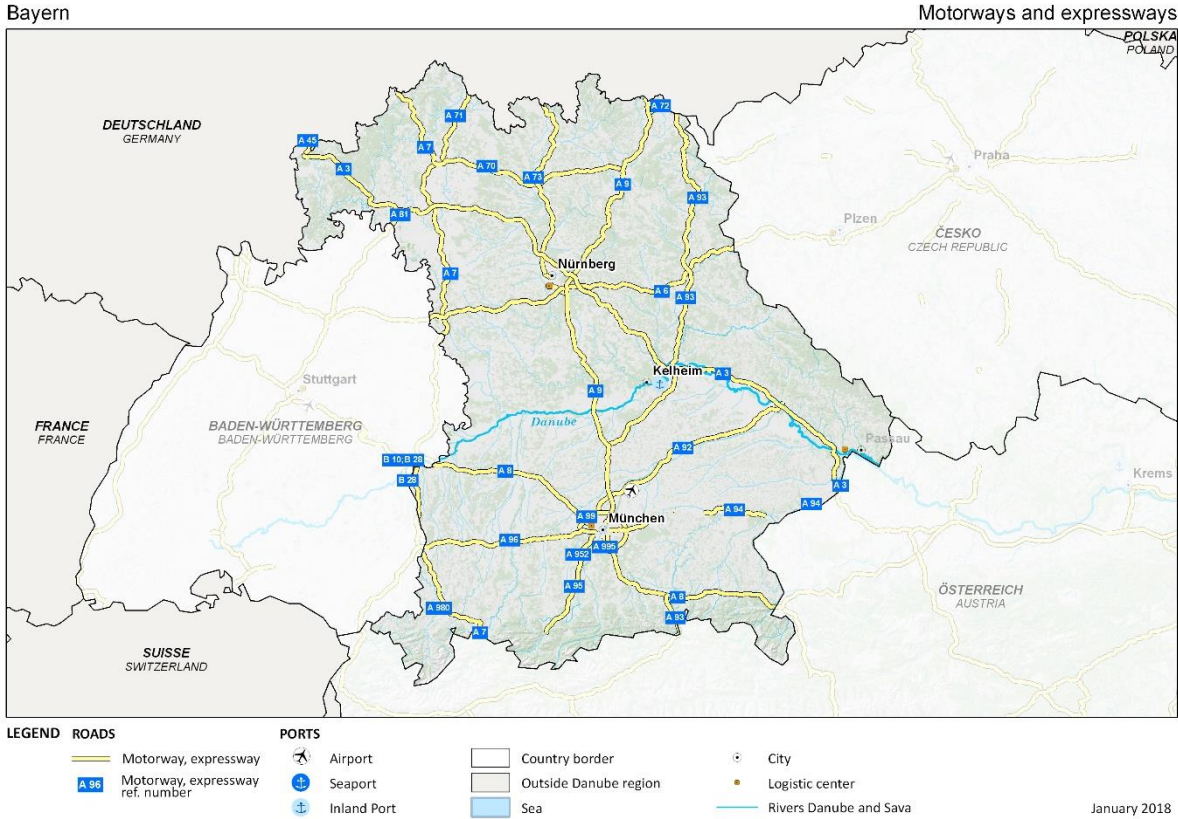 Bayern
Motorways and expressways
POLSKA
POLAND
DEUTSCHLAND
GERMANY
A 45
A 3
A 7
A 71
A 70
A 73
A 72
A 9
A 93
A 81
A 7
Praha
Plzen
ČESKO
CZECH REPUBLIC
Nürnberg
A 6
A 93
Kelheim
A 3
A 9
Danube
Stuttgart
FRANCE
FRANCE
BADEN-WÜRTTEMBERG
BADEN-WÜRTTEMBERG
B 10;B 28
B 28
A 8
A 92
Passau
Krems
A 3
A 94
A 94
A 99
München
A 96
A 952
A 995
A 95
A 8
A 93
A 980
A 7
ÖSTERREICH
AUSTRIA
SUISSE
SWITZERLAND
LEGEND
ROADS
Motorway, expressway
A 96
Motorway, expressway
ref. number
PORTS
Airport
Seaport
Inland Port
Country border
Outside Danube region
Sea
City
Logistic center
Rivers Danube and Sava
January 2018